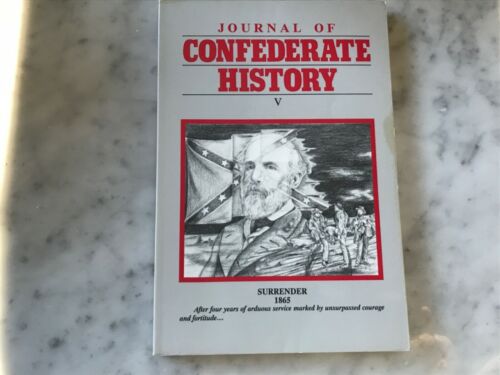 JOURNAL OF
CONFEDERATE
HISTORY
V
SURRENDER
1865
After four years of arduous service marked by unsurpassed courage
and fortitude....